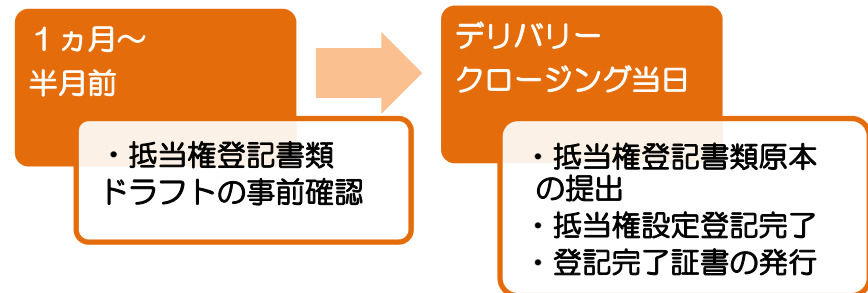 １ヵ月～
半月前
・抵当権登記書類
ドラフトの事前確認
デリバリー
クロージング当日
・抵当権登記書類原本
の提出
・抵当権設定登記完了
・登記完了証書の発行